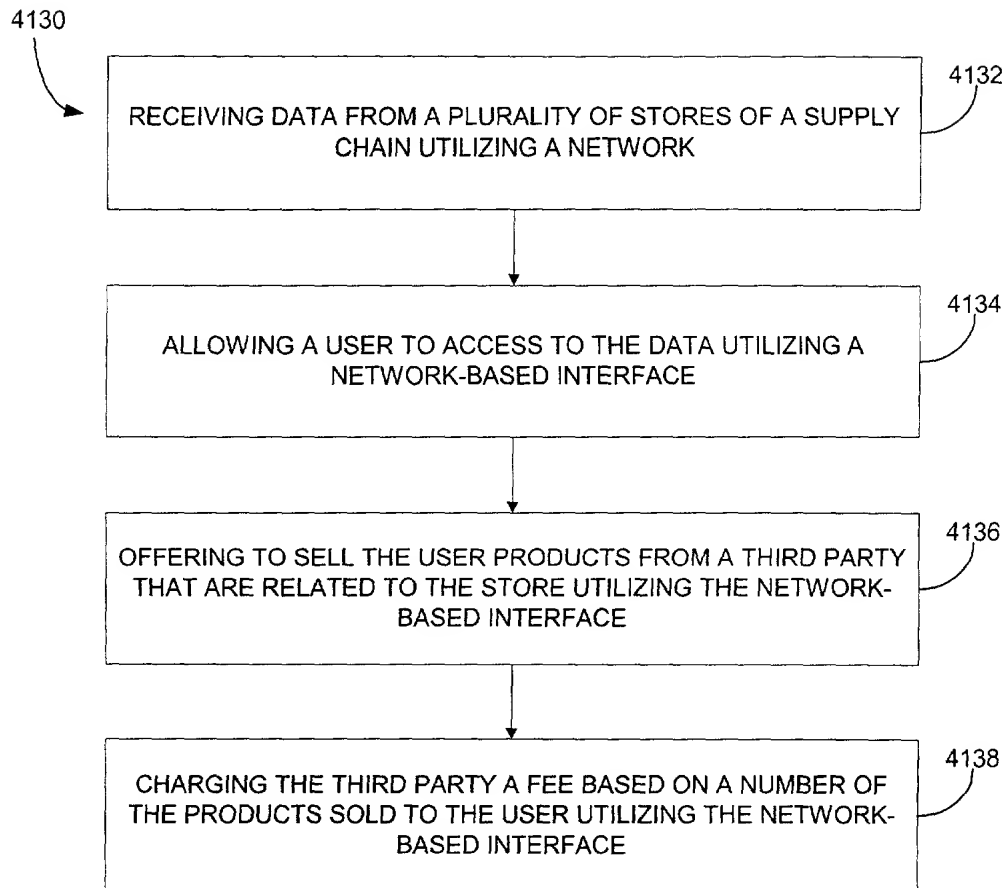 4130
4132
RECEIVING DATA FROM A PLURALITY OF STORES OF A SUPPLY
CHAIN UTILIZING A NETWORK
4134
ALLOWING A USER TO ACCESS TO THE DATA UTILIZING A
NETWORK-BASED INTERFACE
4136
OFFERING TO SELL THE USER PRODUCTS FROM A THIRD PARTY
THAT ARE RELATED TO THE STORE UTILIZING THE NETWORK-
BASED INTERFACE
4138
CHARGING THE THIRD PARTY A FEE BASED ON A NUMBER OF
THE PRODUCTS SOLD TO THE USER UTILIZING THE NETWORK-
BASED INTERFACE